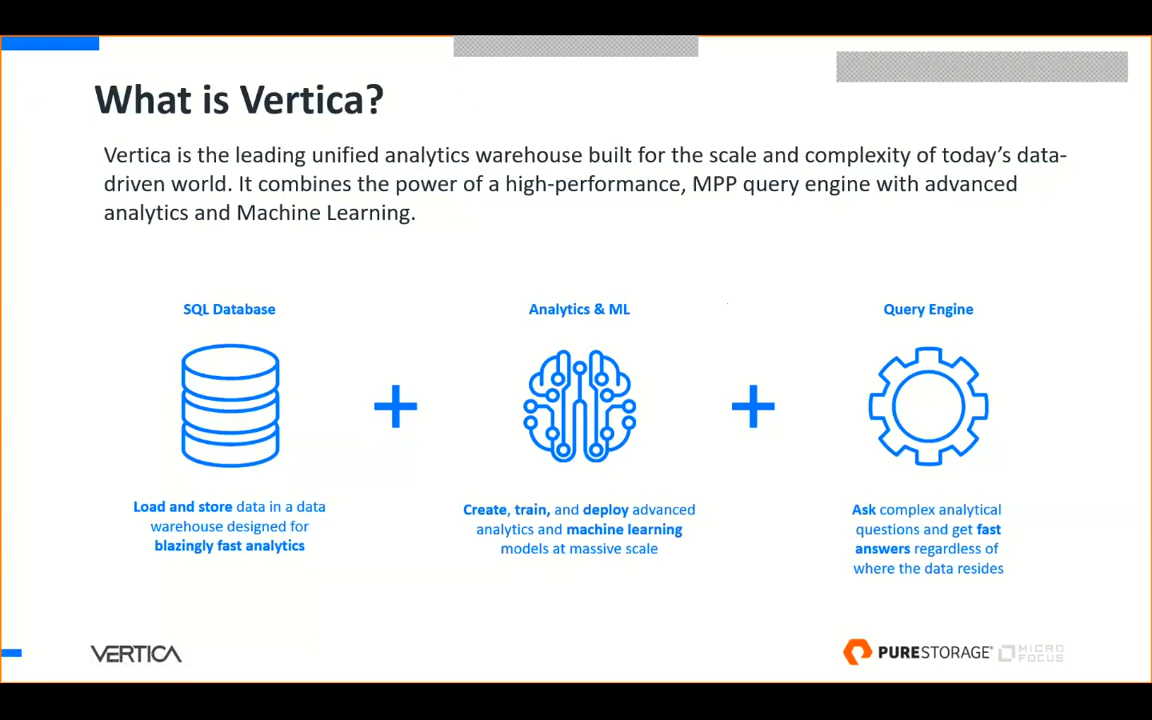 What is Vertica?
Vertica is the leading unified analytics warehouse built for the scale and complexity of today’s data-
driven world. It combines the power of a high-performance, MPP query engine with advanced
analytics and Machine Learning.
SQL Database
Analytics & ML
Query Engine
Load and store data in a data
warehouse designed for
blazingly fast analytics
Create, train, and deploy advanced
analytics and machine learning
models at massive scale
Ask complex analytical
questions and get fast
answers regardless of
where the data resides
VERTICA
PURESTORAGE®
MICRO
FOCUS